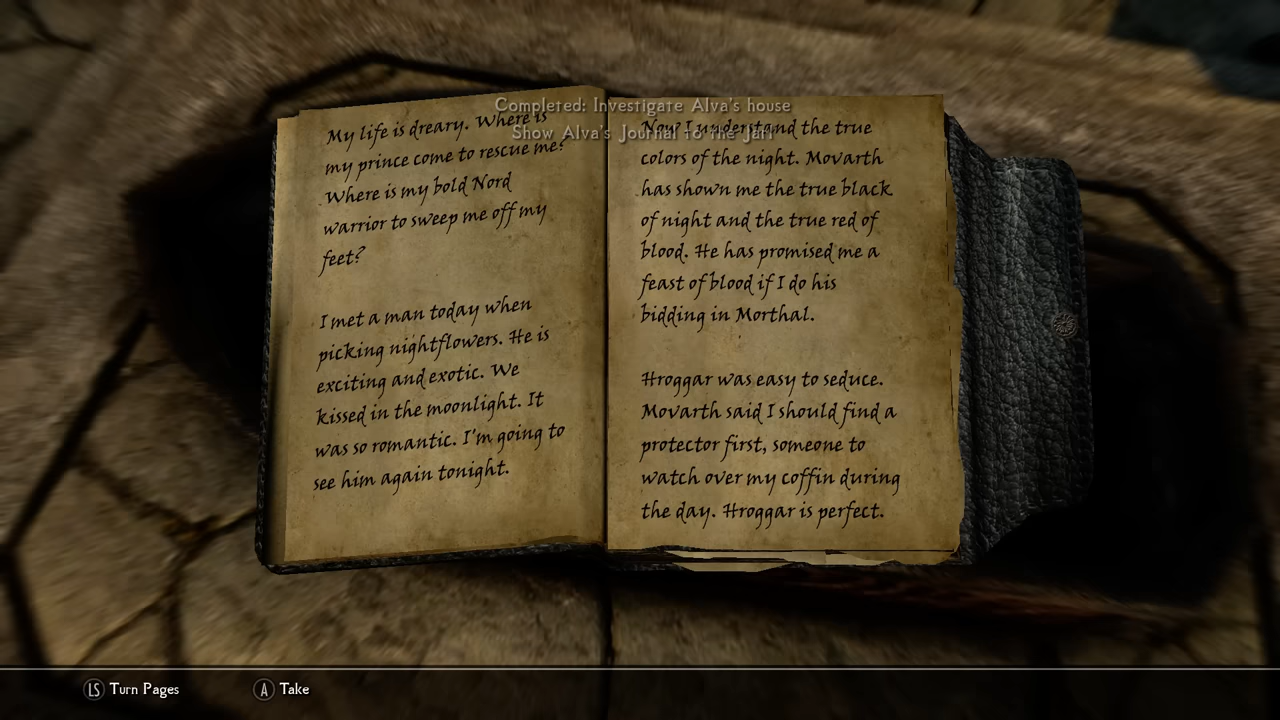 Completed: Investigate Alva's house
Show Alva's Journal to the Jarl
My life is dreary. Where is
my prince come to rescue me?
Where is my bold Nord
warrior to sweep me off my
feet?
I met a man today when
picking nightflowers. He is
exciting and exotic. We
kissed in the moonlight. It
was so romantic. I'm going to
see him again tonight.
Now I understand the true
colors of the night. Movarth
has shown me the true black
of night and the true red of
blood. He has promised me a
feast of blood if I do his
bidding in Morthal.
Hroggar was easy to seduce.
Movarth said I should find a
protector first, someone to
watch over my coffin during
the day. Hroggar is perfect.
LS Turn Pages
A Take